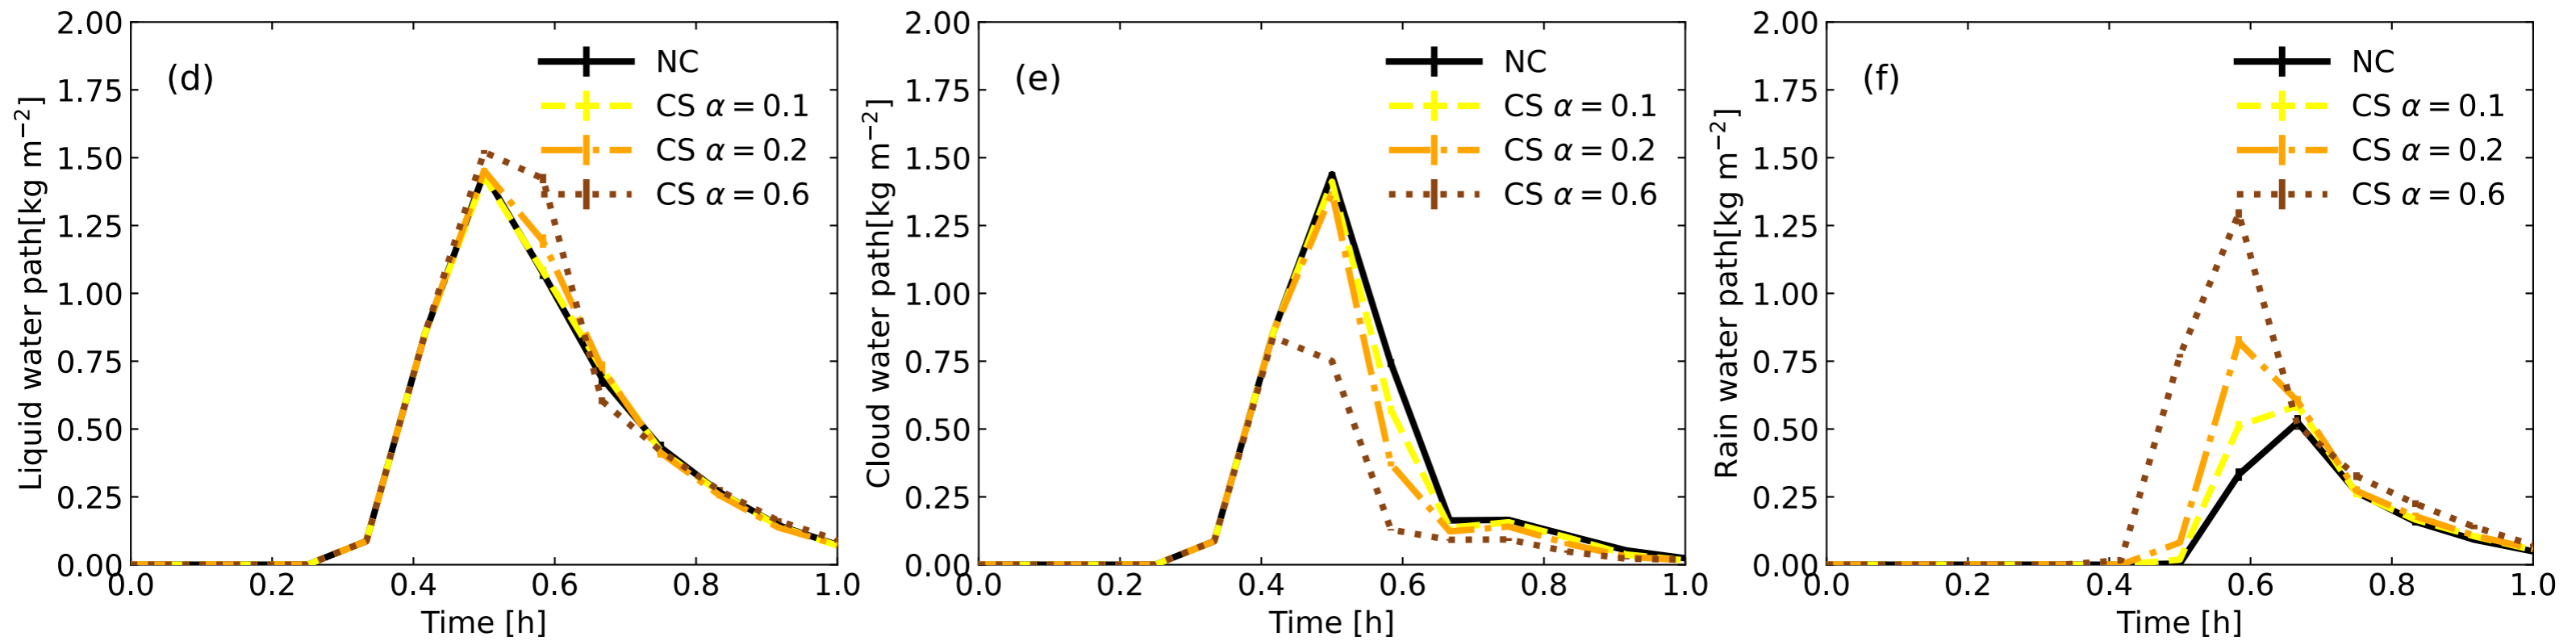 (d)
NC
CS α = 0.1
CS α = 0.2
CS α = 0.6
Liquid water path[kg m⁻²]
2.00
1.75
1.50
1.25
1.00
0.75
0.50
0.25
0.00
0.0 0.2 0.4 0.6 0.8 1.0
Time [h]
(e)
NC
CS α = 0.1
CS α = 0.2
CS α = 0.6
Cloud water path[kg m⁻²]
2.00
1.75
1.50
1.25
1.00
0.75
0.50
0.25
0.00
0.0 0.2 0.4 0.6 0.8 1.0
Time [h]
(f)
NC
CS α = 0.1
CS α = 0.2
CS α = 0.6
Rain water path[kg m⁻²]
2.00
1.75
1.50
1.25
1.00
0.75
0.50
0.25
0.00
0.0 0.2 0.4 0.6 0.8 1.0
Time [h]